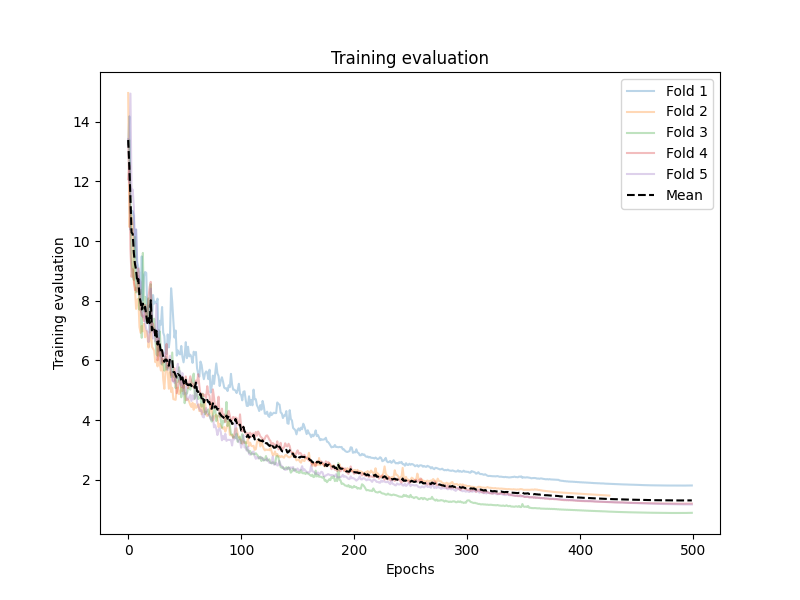 Training evaluation
Fold 1
Fold 2
Fold 3
Fold 4
Fold 5
Mean
Training evaluation
14
12
10
8
6
4
2
0 100 200 300 400 500
Epochs